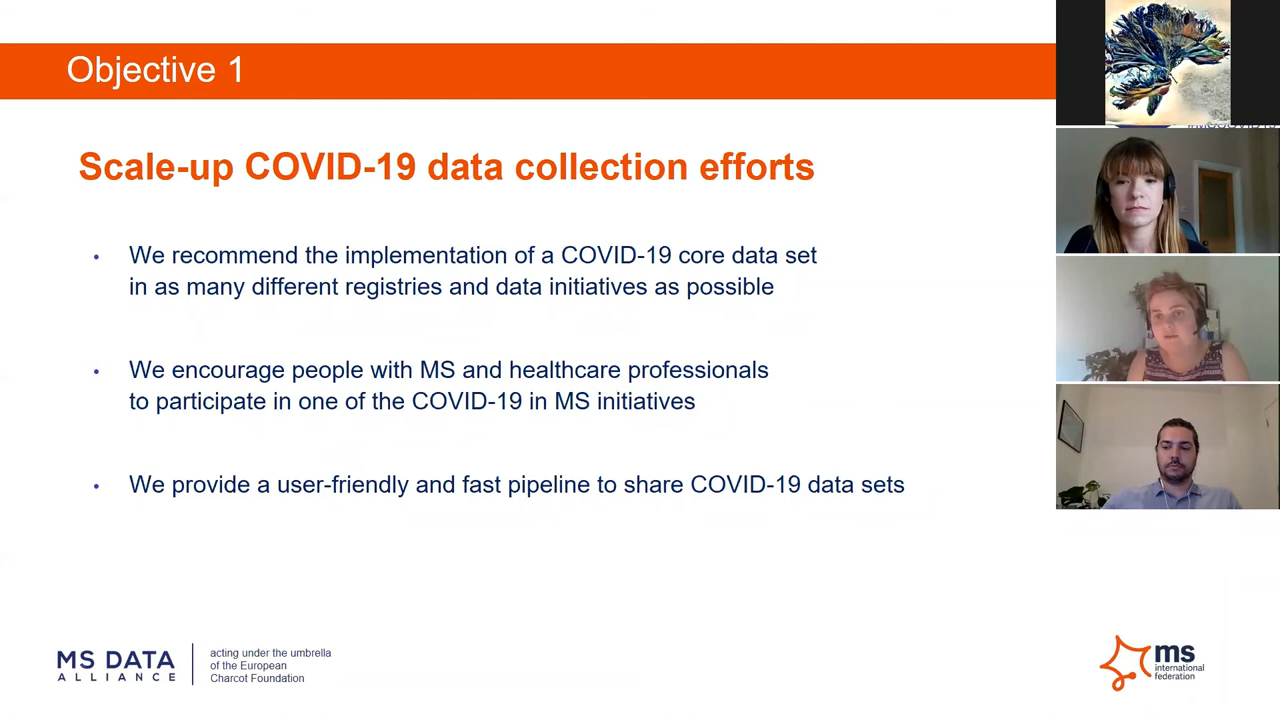 Objective 1
Scale-up COVID-19 data collection efforts
• We recommend the implementation of a COVID-19 core data set
in as many different registries and data initiatives as possible
• We encourage people with MS and healthcare professionals
to participate in one of the COVID-19 in MS initiatives
• We provide a user-friendly and fast pipeline to share COVID-19 data sets
MS DATA
ALLIANCE
acting under the umbrella
of the European
Charcot Foundation
ms
international
federation